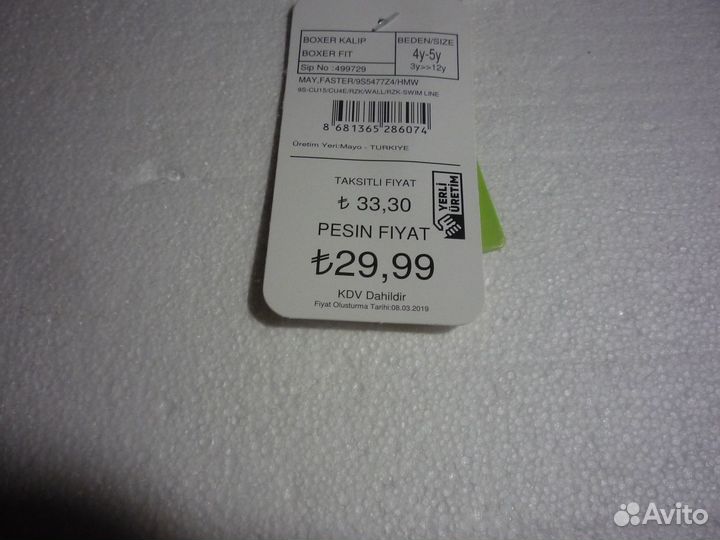 BOXER KALIP
BOXER FIT
Sip No :499729
BEDEN/SIZE
4y-5y
3y>>12y
MAY,FASTER/9S5477Z4/HMW
9S-CU15/CU4E/RZK/WALL/RZK-SWIM LINE
8 681365 286074
Üretim Yeri:Mayo - TURKIYE
TAKSITLI FIYAT
₺ 33,30
PESIN FIYAT
₺29,99
KDV Dahildir
Fiyat Olusturma Tarihi:08.03.2019
YERLİ
ÜRETİM
Avito